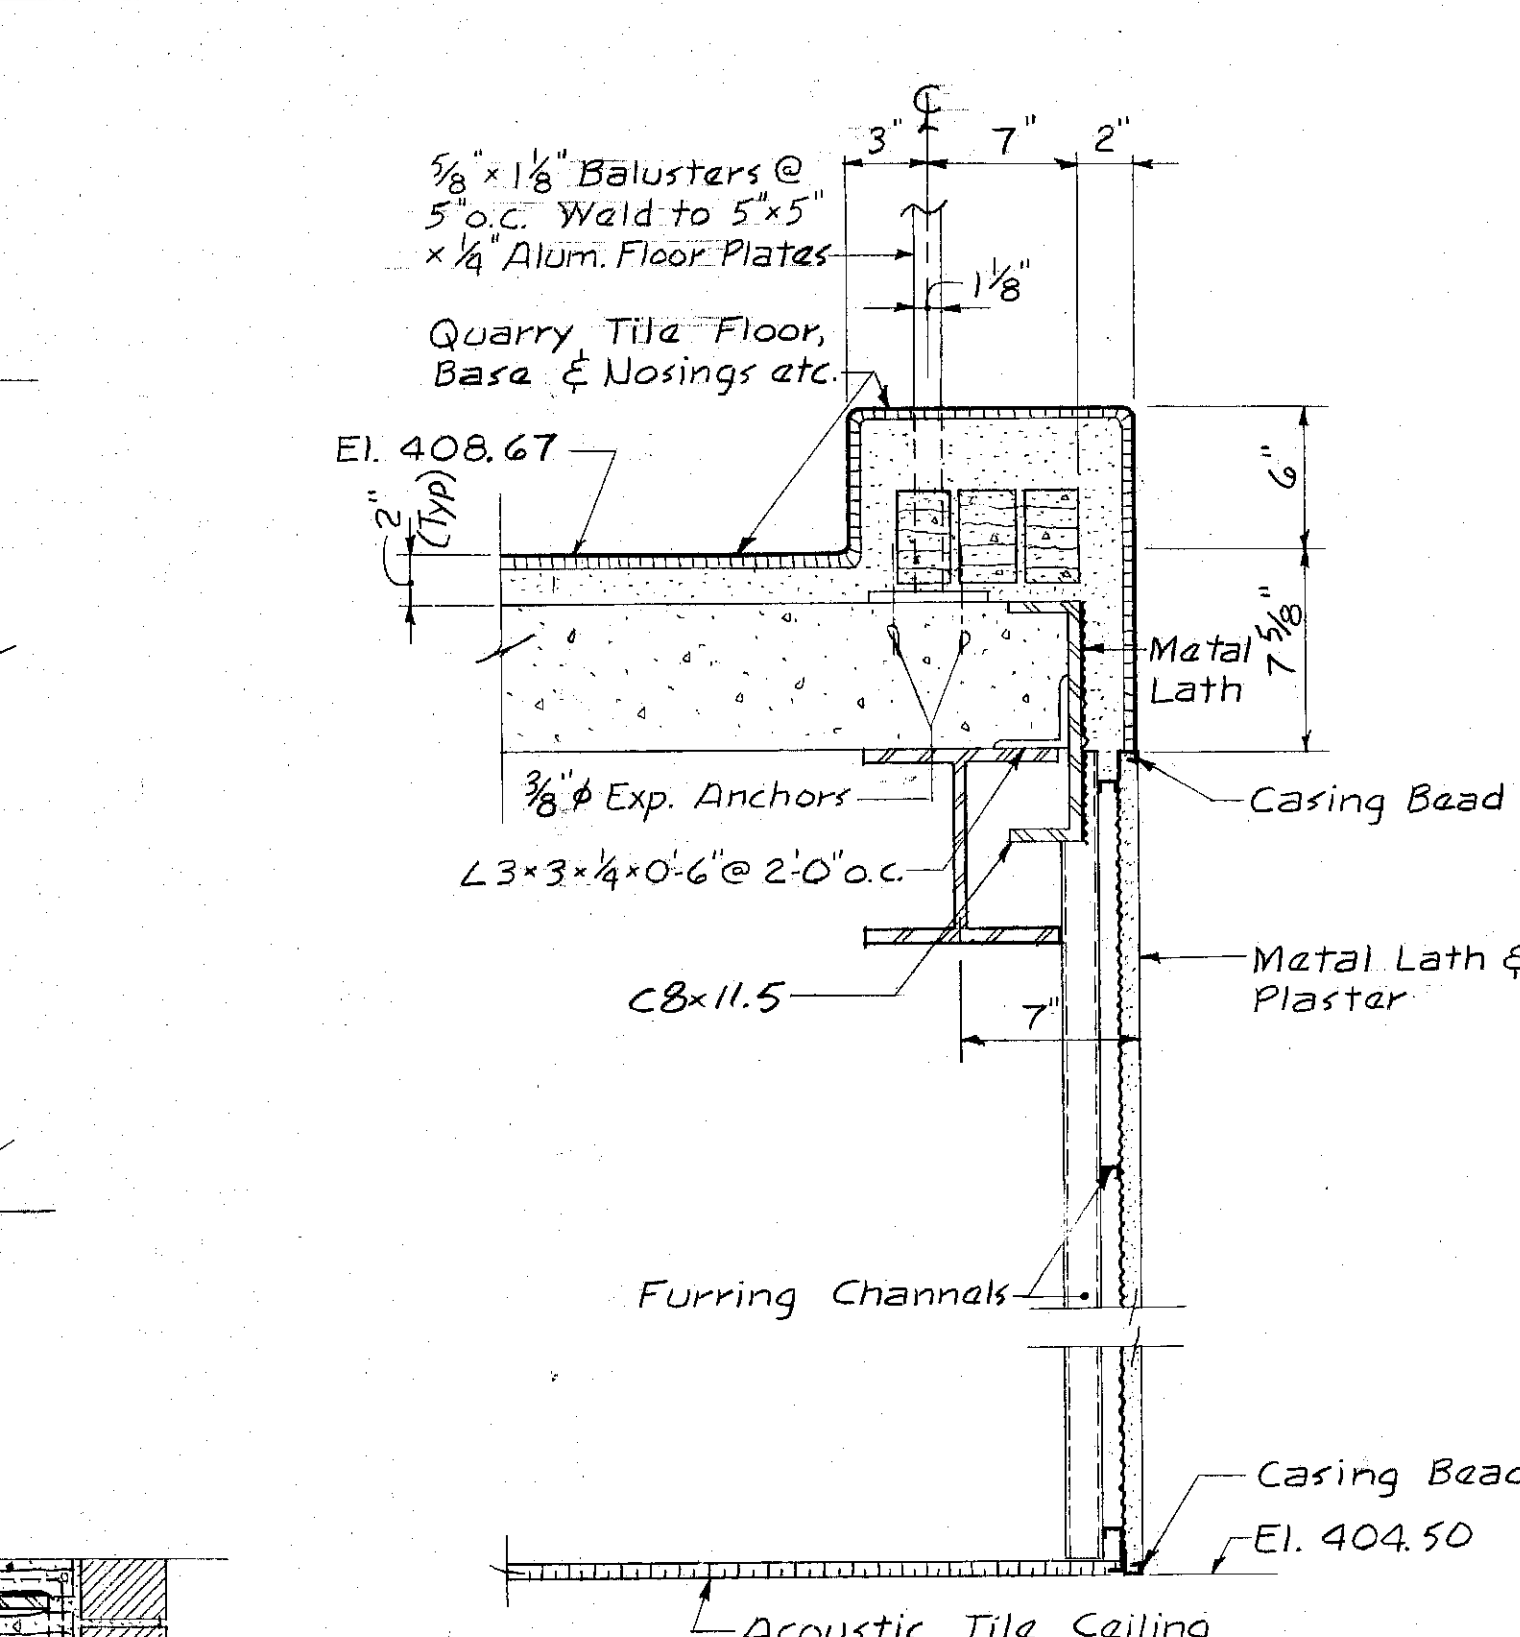 ℄
3" 7" 2"
5/8" × 1 1/8" Balusters @
5" o.c. Weld to 5"×5"
× 1/4" Alum. Floor Plates
1 1/8"
Quarry Tile Floor,
Base & Nosings etc.
El. 408.67
2"
(Typ)
6"
7 5/8"
Metal
Lath
3/8"ϕ Exp. Anchors
Casing Bead
∠ 3×3×1/4×0'-6" @ 2'-0" o.c.
Metal Lath &
Plaster
C8×11.5
7"
Furring Channels
Casing Bead
El. 404.50
Acoustic Tile Ceiling